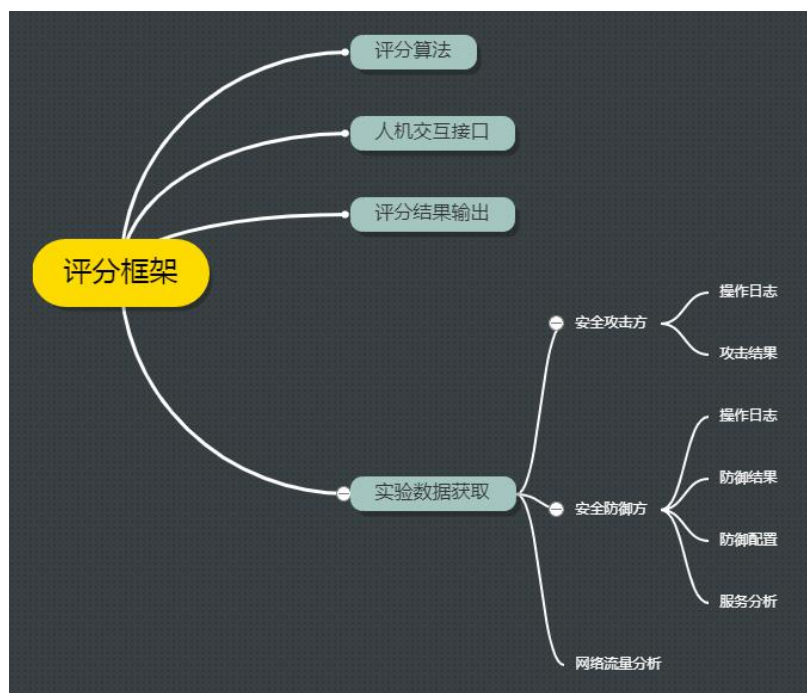 评分算法
人机交互接口
评分结果输出
评分框架
操作日志
安全攻击方
攻击结果
操作日志
防御结果
实验数据获取
安全防御方
防御配置
服务分析
网络流量分析